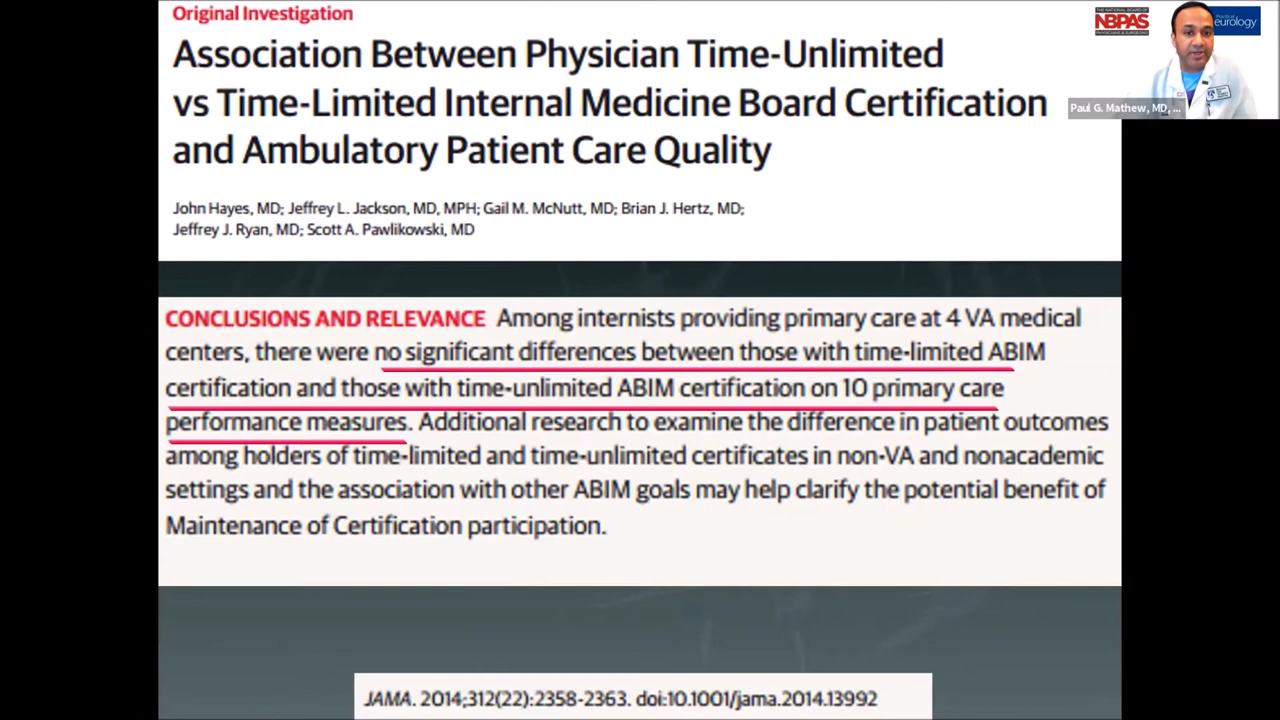 Original Investigation
Association Between Physician Time-Unlimited
vs Time-Limited Internal Medicine Board Certification
and Ambulatory Patient Care Quality
John Hayes, MD; Jeffrey L. Jackson, MD, MPH; Gail M. McNutt, MD; Brian J. Hertz, MD;
Jeffrey J. Ryan, MD; Scott A. Pawlikowski, MD
THE NATIONAL BOARD OF
NBPAS
PHYSICIANS & SURGEONS
eurology
Paul G. Mathew, MD, ...
CONCLUSIONS AND RELEVANCE Among internists providing primary care at 4 VA medical
centers, there were no significant differences between those with time-limited ABIM
certification and those with time-unlimited ABIM certification on 10 primary care
performance measures. Additional research to examine the difference in patient outcomes
among holders of time-limited and time-unlimited certificates in non-VA and nonacademic
settings and the association with other ABIM goals may help clarify the potential benefit of
Maintenance of Certification participation.
JAMA. 2014;312(22):2358-2363. doi:10.1001/jama.2014.13992